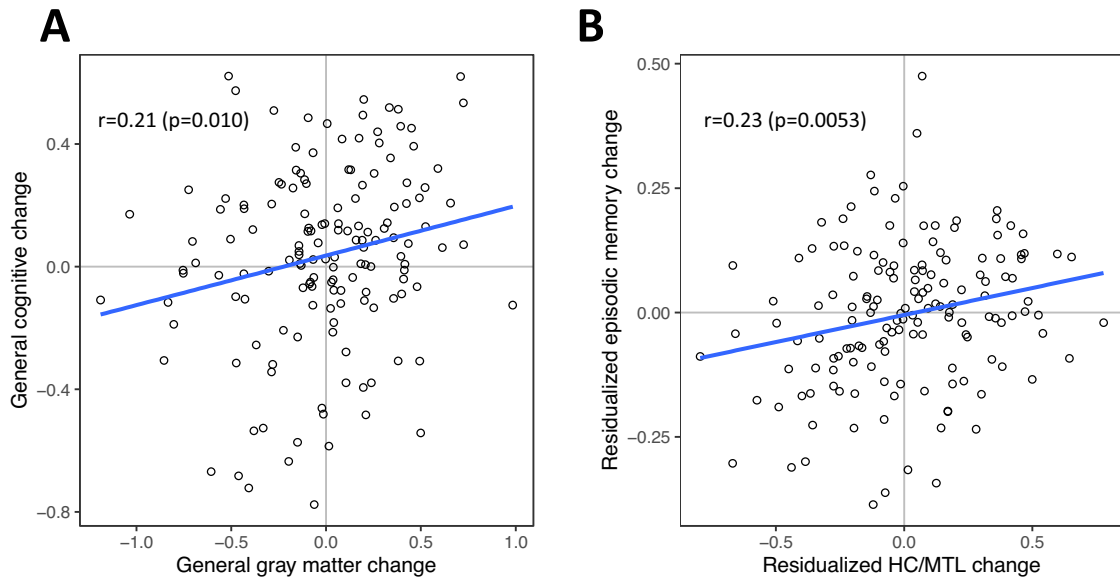 A
r=0.21 (p=0.010)
General cognitive change
0.4
0.0
−0.4
−0.8
−1.0
−0.5
0.0
0.5
1.0
General gray matter change
B
r=0.23 (p=0.0053)
Residualized episodic memory change
0.50
0.25
0.00
−0.25
−0.5
0.0
0.5
Residualized HC/MTL change